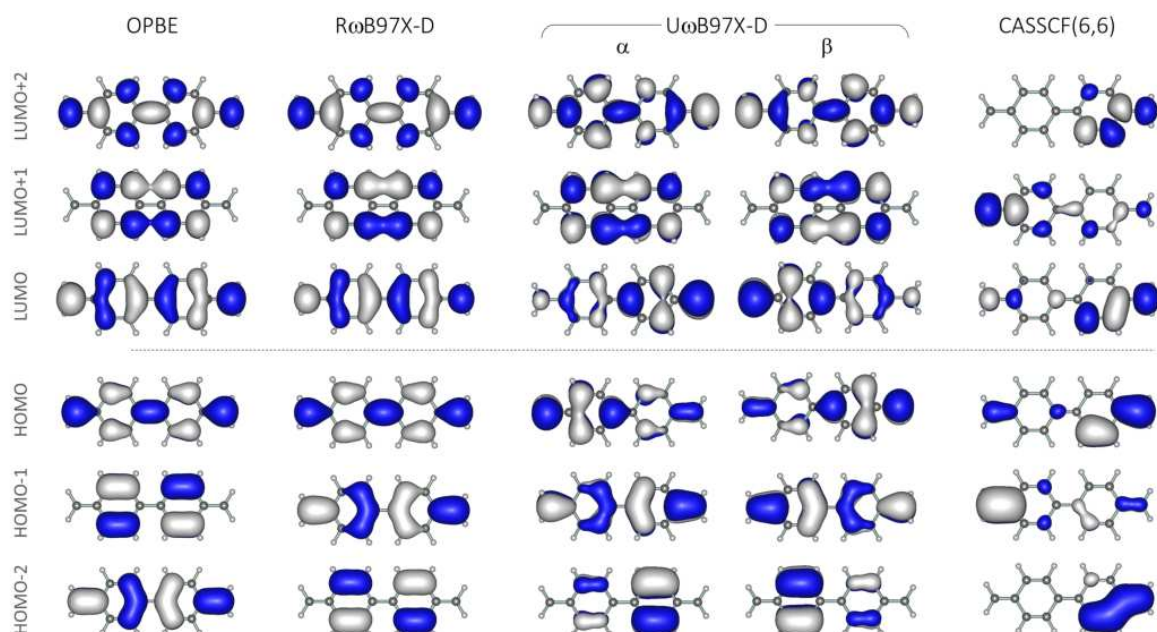 OPBE RωB97X-D UωB97X-D CASSCF(6,6)
α β
LUMO+2
LUMO+1
LUMO
HOMO
HOMO-1
HOMO-2